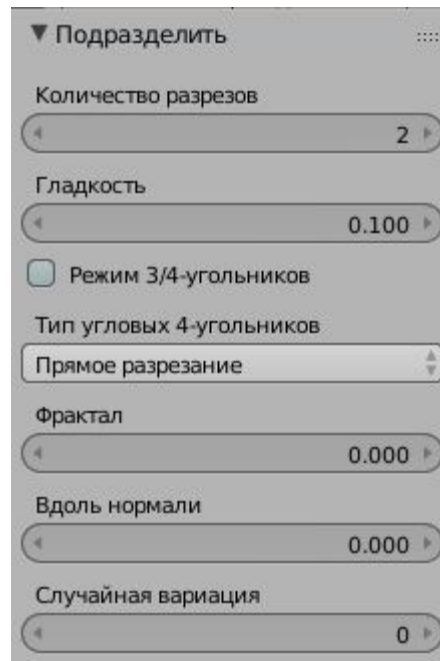 Подразделить
Количество разрезов
2
Гладкость
0.100
Режим 3/4-угольников
Тип угловых 4-угольников
Прямое разрезание
Фрактал
0.000
Вдоль нормали
0.000
Случайная вариация
0